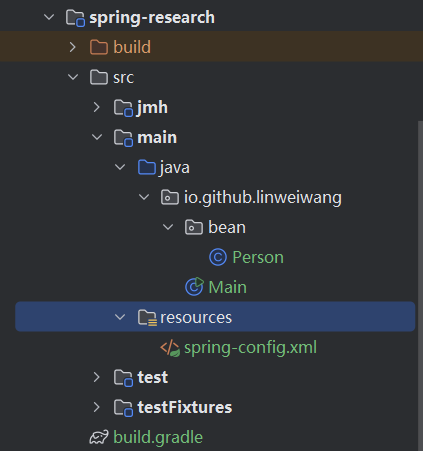 spring-research
build
src
jmh
main
java
io.github.linweiwang
bean
Person
Main
resources
spring-config.xml
test
testFixtures
build.gradle